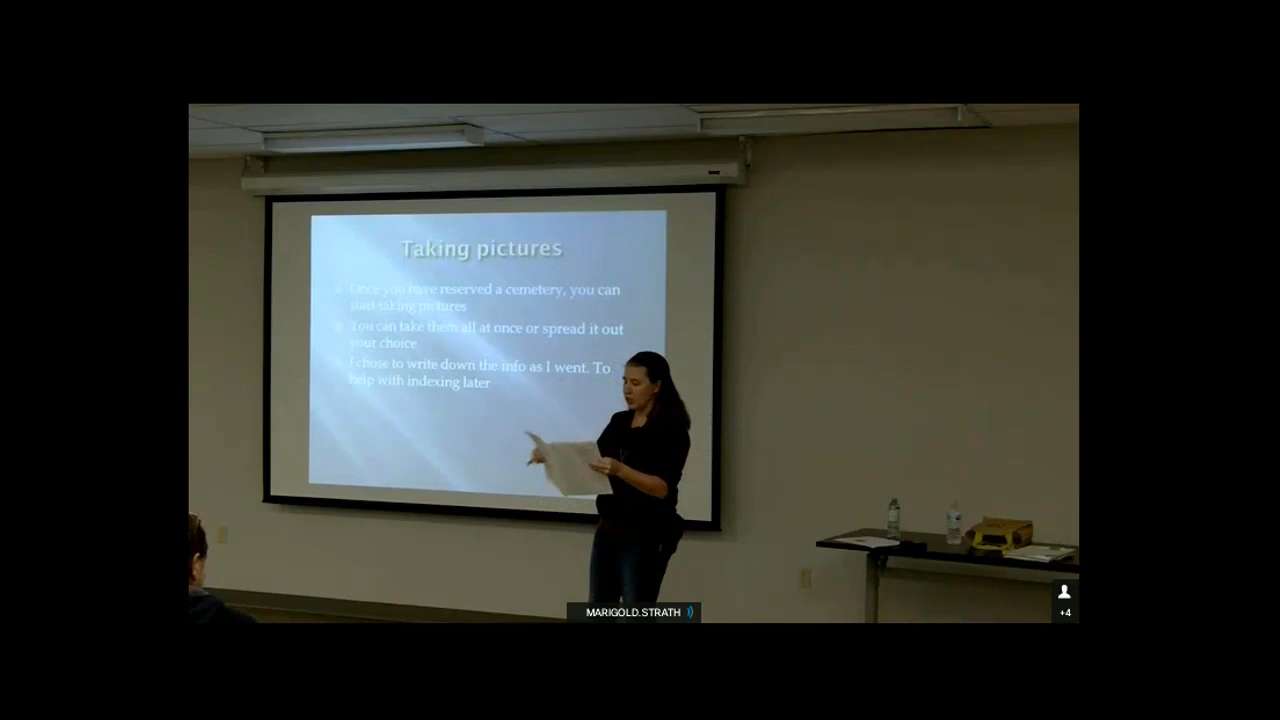 Taking pictures
Once you have reserved a cemetery, you can
start taking pictures
You can take them all at once or spread it out
your choice
I chose to write down the info as I went. To
help with indexing later
MARIGOLD.STRATH
+4